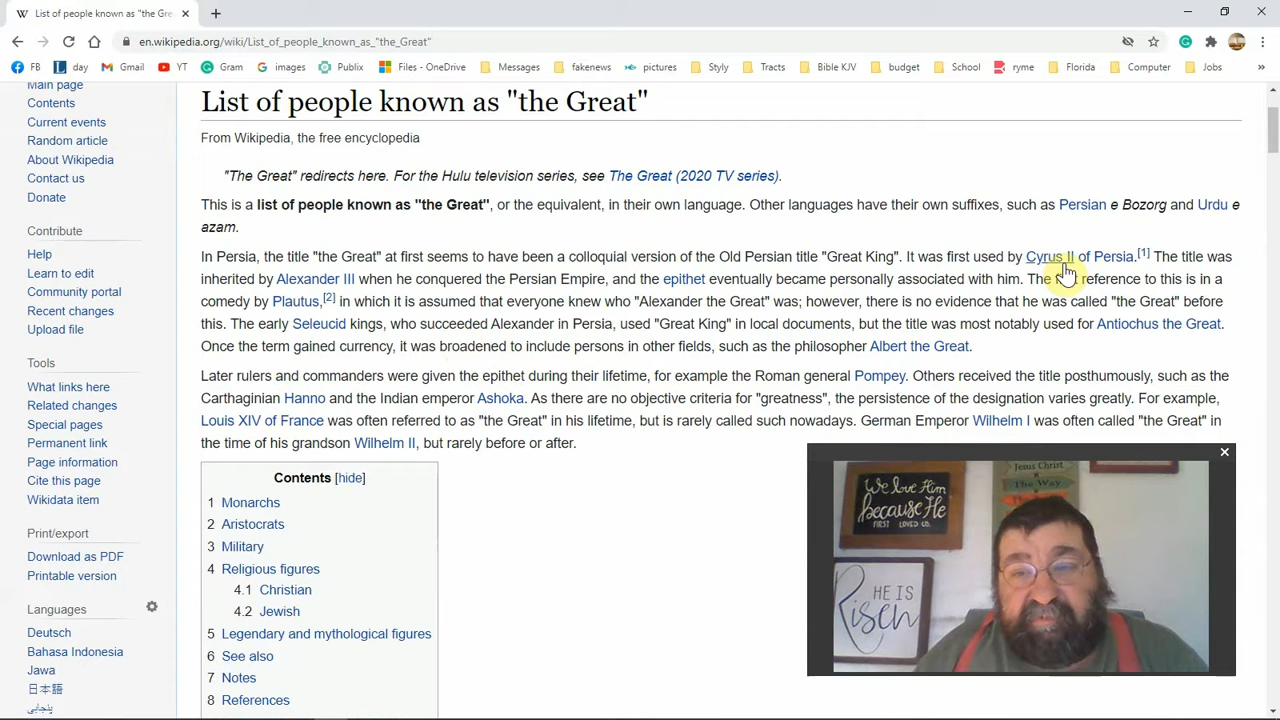 List of people known as "the Gre
en.wikipedia.org/wiki/List_of_people_known_as_"the_Great"
FB
day
Gmail
YT
Gram
images
Publix
Files - OneDrive
Messages
fakenews
pictures
Styly
Tracts
Bible KJV
budget
School
ryme
Florida
Computer
Jobs
»
Main page
Contents
Current events
Random article
About Wikipedia
Contact us
Donate
Contribute
Help
Learn to edit
Community portal
Recent changes
Upload file
Tools
What links here
Related changes
Special pages
Permanent link
Page information
Cite this page
Wikidata item
Print/export
Download as PDF
Printable version
Languages
Deutsch
Bahasa Indonesia
Jawa
日本語
پنجابی
List of people known as "the Great"
From Wikipedia, the free encyclopedia
"The Great" redirects here. For the Hulu television series, see The Great (2020 TV series).
This is a list of people known as "the Great", or the equivalent, in their own language. Other languages have their own suffixes, such as Persian e Bozorg and Urdu e
azam.
In Persia, the title "the Great" at first seems to have been a colloquial version of the Old Persian title "Great King". It was first used by Cyrus II of Persia.[1] The title was
inherited by Alexander III when he conquered the Persian Empire, and the epithet eventually became personally associated with him. The reference to this is in a
comedy by Plautus,[2] in which it is assumed that everyone knew who "Alexander the Great" was; however, there is no evidence that he was called "the Great" before
this. The early Seleucid kings, who succeeded Alexander in Persia, used "Great King" in local documents, but the title was most notably used for Antiochus the Great.
Once the term gained currency, it was broadened to include persons in other fields, such as the philosopher Albert the Great.
Later rulers and commanders were given the epithet during their lifetime, for example the Roman general Pompey. Others received the title posthumously, such as the
Carthaginian Hanno and the Indian emperor Ashoka. As there are no objective criteria for "greatness", the persistence of the designation varies greatly. For example,
Louis XIV of France was often referred to as "the Great" in his lifetime, but is rarely called such nowadays. German Emperor Wilhelm I was often called "the Great" in
the time of his grandson Wilhelm II, but rarely before or after.
Contents [hide]
1 Monarchs
2 Aristocrats
3 Military
4 Religious figures
4.1 Christian
4.2 Jewish
5 Legendary and mythological figures
6 See also
7 Notes
8 References
We love Him
because He
FIRST LOVED US.
Jesus Christ
The Way
HE IS
Risen